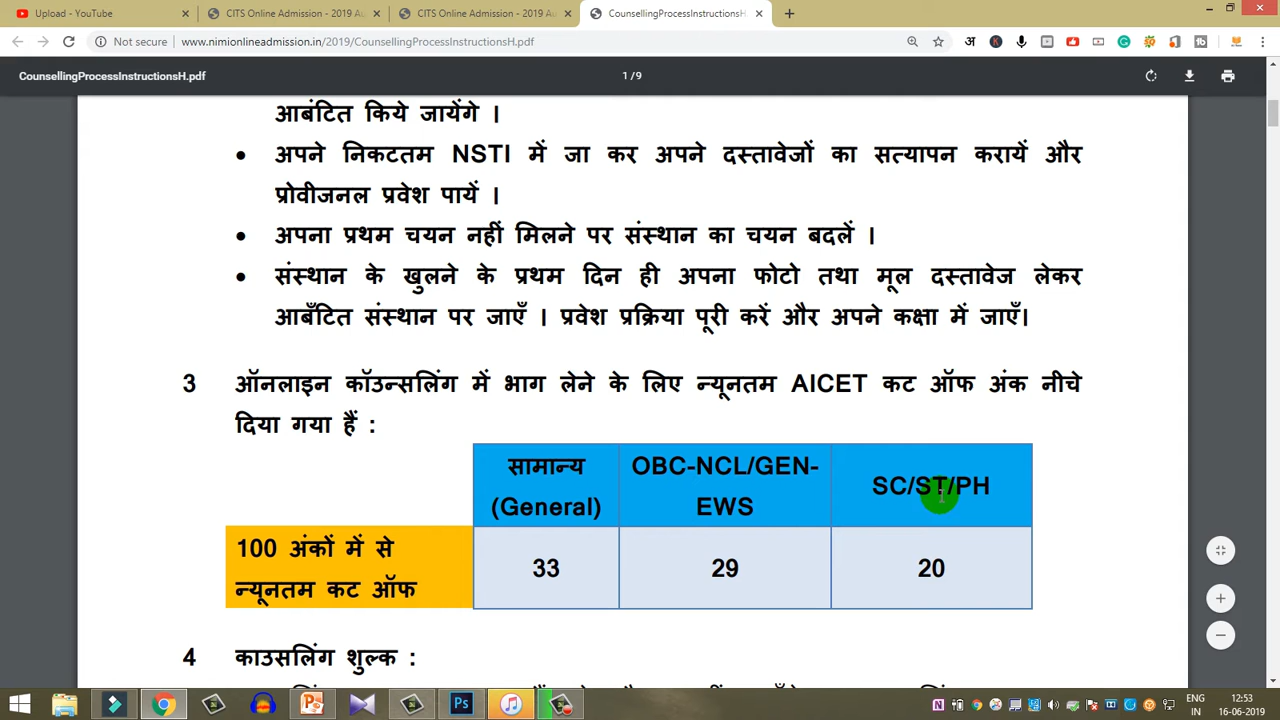 Upload - YouTube
CITS Online Admission - 2019 Au
CITS Online Admission - 2019 Au
CounsellingProcessInstructionsH.
Not secure | www.nimionlineadmission.in/2019/CounsellingProcessInstructionsH.pdf
CounsellingProcessInstructionsH.pdf
1 / 9
आबंटित किये जायेंगे ।
• अपने निकटतम NSTI में जा कर अपने दस्तावेजों का सत्यापन करायें और
प्रोवीजनल प्रवेश पायें ।
• अपना प्रथम चयन नहीं मिलने पर संस्थान का चयन बदलें ।
• संस्थान के खुलने के प्रथम दिन ही अपना फोटो तथा मूल दस्तावेज लेकर
आबँटित संस्थान पर जाएँ । प्रवेश प्रक्रिया पूरी करें और अपने कक्षा में जाएँ।
3 ऑनलाइन कॉउन्सलिंग में भाग लेने के लिए न्यूनतम AICET कट ऑफ अंक नीचे
दिया गया हैं :
सामान्य
(General)
OBC-NCL/GEN-
EWS
SC/ST/PH
100 अंकों में से
न्यूनतम कट ऑफ
33
29
20
4 काउसलिंग शुल्क :
ENG
IN
12:53
16-06-2019